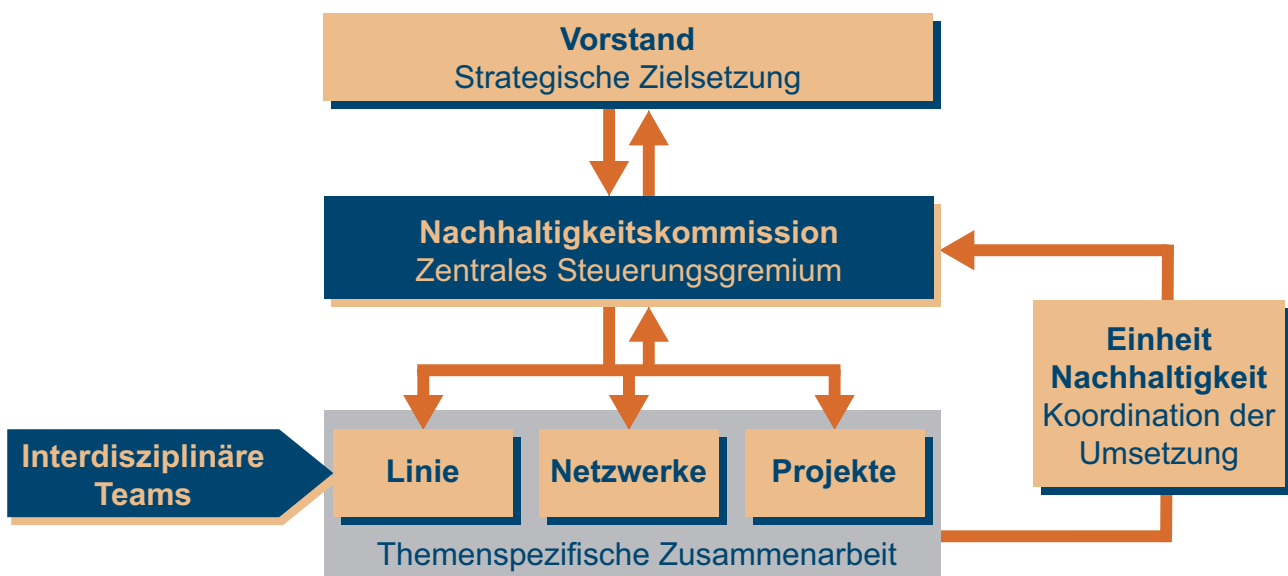 Vorstand
Strategische Zielsetzung
Nachhaltigkeitskommission
Zentrales Steuerungsgremium
Einheit
Nachhaltigkeit
Koordination der
Umsetzung
Interdisziplinäre
Teams
Linie
Netzwerke
Projekte
Themenspezifische Zusammenarbeit